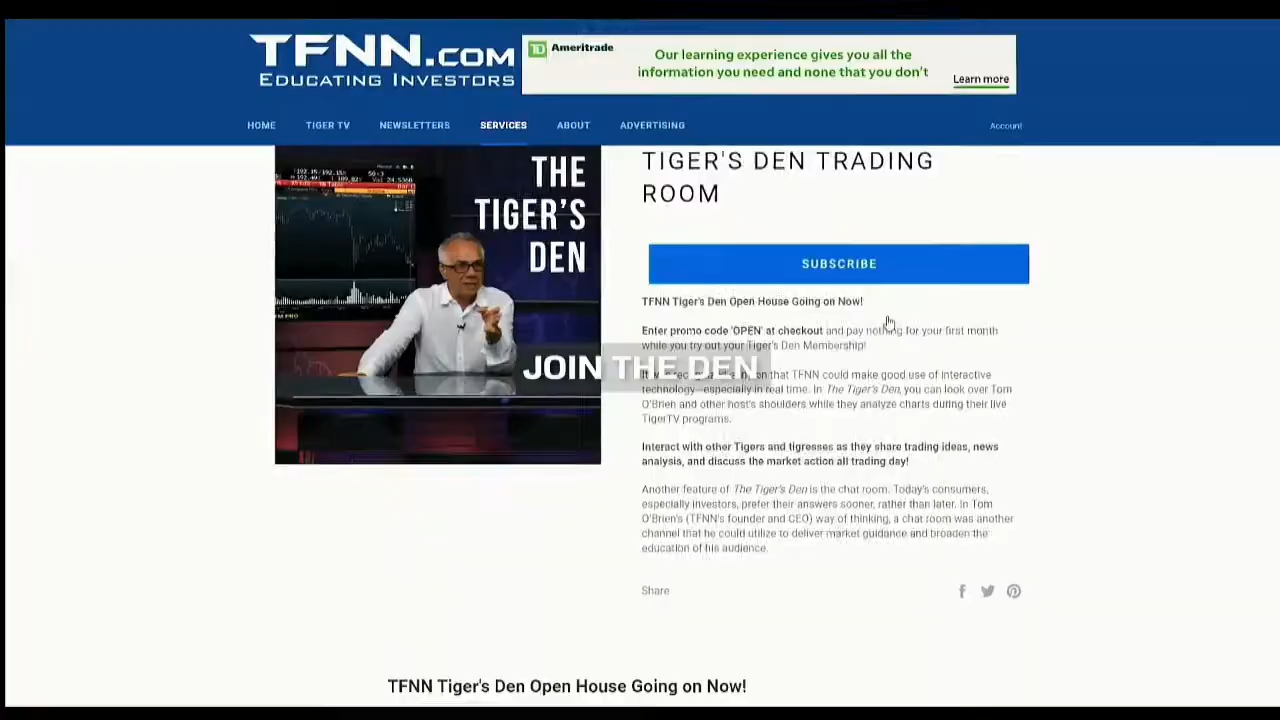 TFNN.COM
EDUCATING INVESTORS
TD Ameritrade
Our learning experience gives you all the
information you need and none that you don't
Learn more
HOME TIGER TV NEWSLETTERS SERVICES ABOUT ADVERTISING Account
THE
TIGER'S
DEN
TIGER'S DEN TRADING
ROOM
SUBSCRIBE
TFNN Tiger's Den Open House Going on Now!
Enter promo code 'OPEN' at checkout and pay nothing for your first month
while you try out your Tiger's Den Membership!
JOIN THE DEN
on that TFNN could make good use of interactive
technology—especially in real time. In The Tiger's Den, you can look over Tom
O'Brien and other host's shoulders while they analyze charts during their live
TigerTV programs.
Interact with other Tigers and tigresses as they share trading ideas, news
analysis, and discuss the market action all trading day!
Another feature of The Tiger's Den is the chat room. Today's consumers,
especially investors, prefer their answers sooner, rather than later. In Tom
O'Brien's (TFNN's founder and CEO) way of thinking, a chat room was another
channel that he could utilize to deliver market guidance and broaden the
education of his audience.
Share
TFNN Tiger's Den Open House Going on Now!